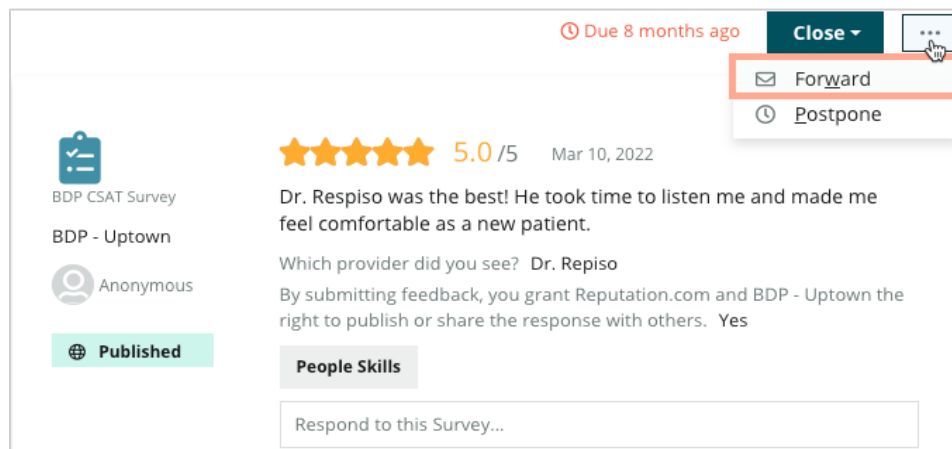 Due 8 months ago
Close
...
Forward
Postpone
5.0 /5 Mar 10, 2022
BDP CSAT Survey
Dr. Respiso was the best! He took time to listen me and made me
feel comfortable as a new patient.
BDP - Uptown
Which provider did you see? Dr. Repiso
Anonymous
By submitting feedback, you grant Reputation.com and BDP - Uptown the
right to publish or share the response with others. Yes
Published
People Skills
Respond to this Survey...